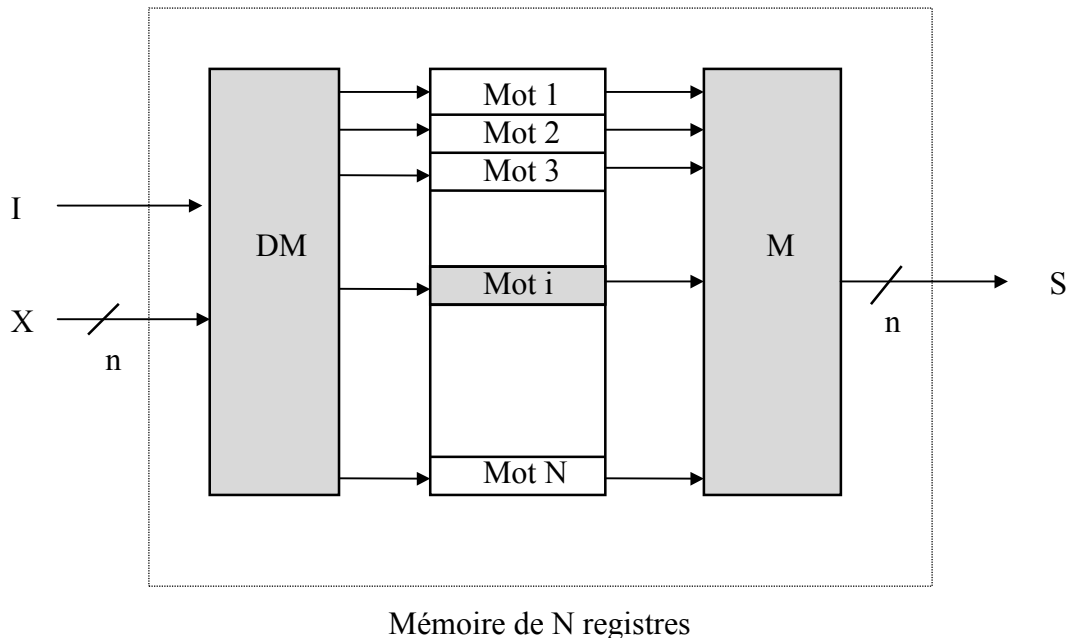 Mot 1
Mot 2
Mot 3
I
DM
M
Mot i
S
X
n
n
Mot N
Mémoire de N registres